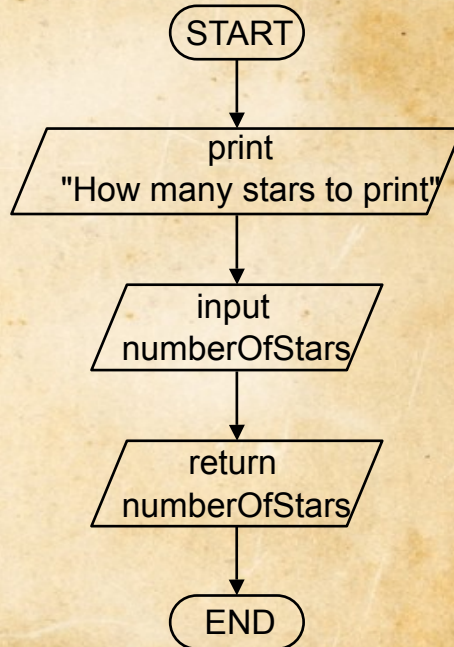 START
print
"How many stars to print"
input
numberOfStars
return
numberOfStars
END